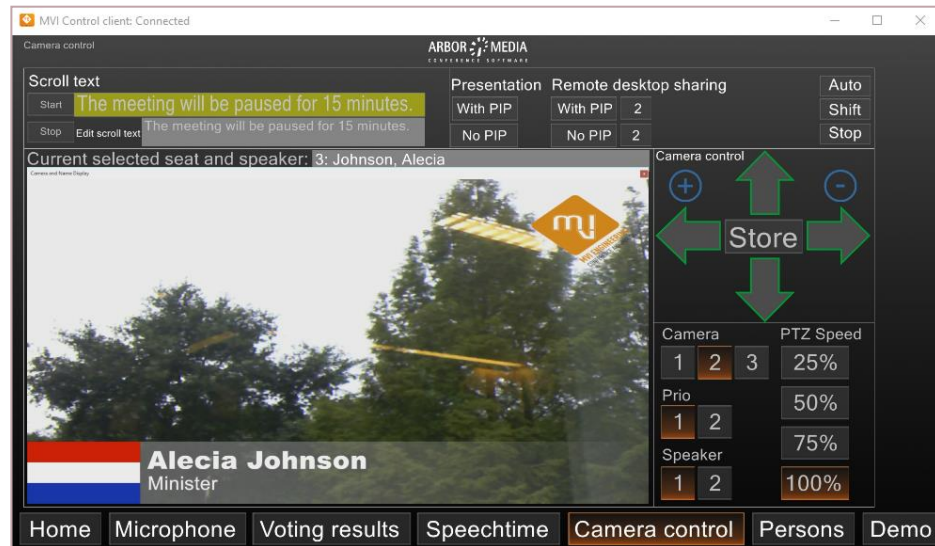 MVI Control client: Connected
Camera control
ARBOR MEDIA
CONFERENCE SOFTWARE
Scroll text
Start The meeting will be paused for 15 minutes.
Stop Edit scroll text The meeting will be paused for 15 minutes.
Presentation
With PIP
No PIP
Remote desktop sharing
With PIP 2
No PIP 2
Auto
Shift
Stop
Current selected seat and speaker: 3: Johnson, Alecia
Camera and Name Display
mvi
MVI ENGINEERING
Alecia Johnson
Minister
Camera control
+ -
Store
Camera
1 2 3
Prio
1 2
Speaker
1 2
PTZ Speed
25%
50%
75%
100%
Home Microphone Voting results Speechtime Camera control Persons Demo